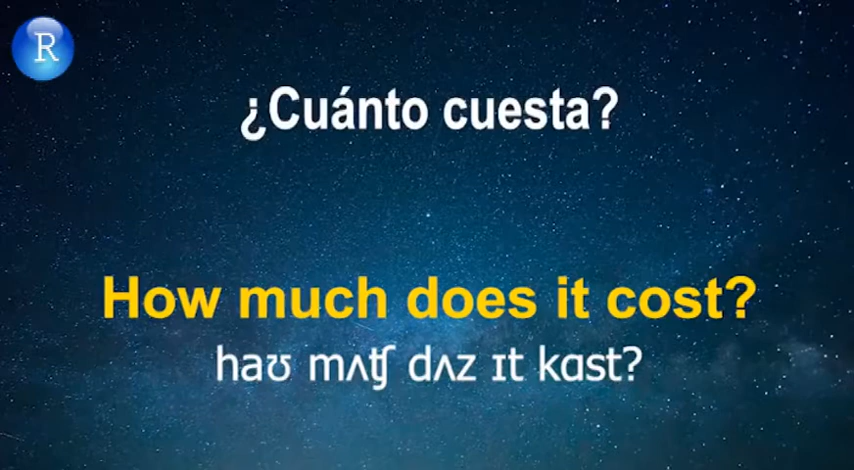 R
¿Cuánto cuesta?
How much does it cost?
haʊ mʌʧ dʌz ɪt kɑst?